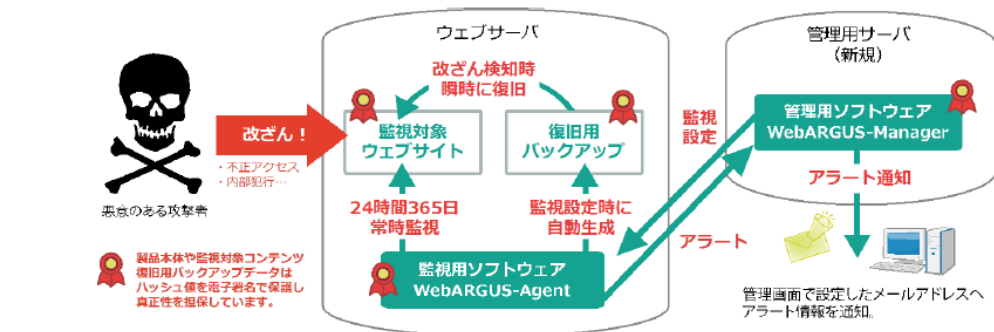 ウェブサーバ
管理用サーバ
（新規）
改ざん検知時
瞬時に復旧
改ざん！
・不正アクセス
・内部犯行…
悪意のある攻撃者
監視対象
ウェブサイト
復旧用
バックアップ
監視
設定
管理用ソフトウェア
WebARGUS-Manager
アラート通知
24時間365日
常時監視
監視設定時に
自動生成
アラート
監視用ソフトウェア
WebARGUS-Agent
製品本体や監視対象コンテンツ
復旧用バックアップデータは
ハッシュ値を電子署名で保護し
真正性を担保しています。
管理画面で設定したメールアドレスへ
アラート情報を通知。